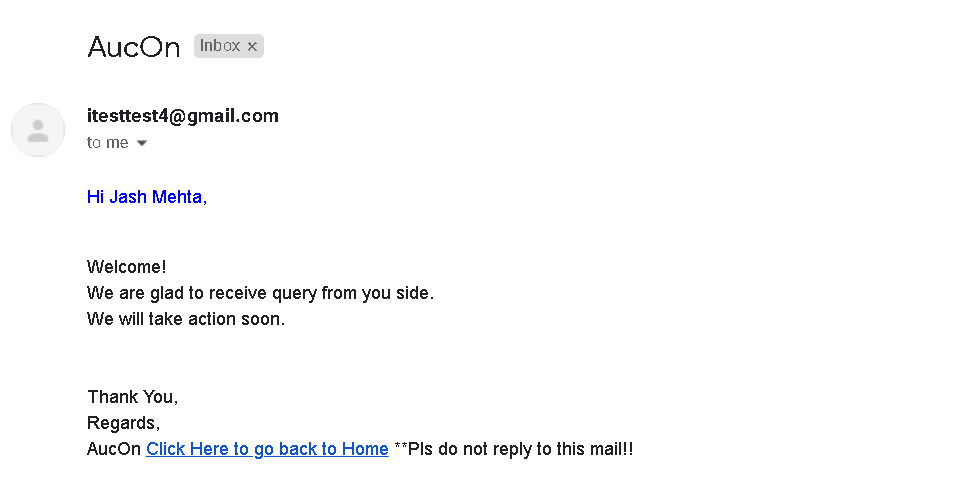 AucOn Inbox ×
itesttest4@gmail.com
to me
Hi Jash Mehta,
Welcome!
We are glad to receive query from you side.
We will take action soon.
Thank You,
Regards,
AucOn Click Here to go back to Home **Pls do not reply to this mail!!